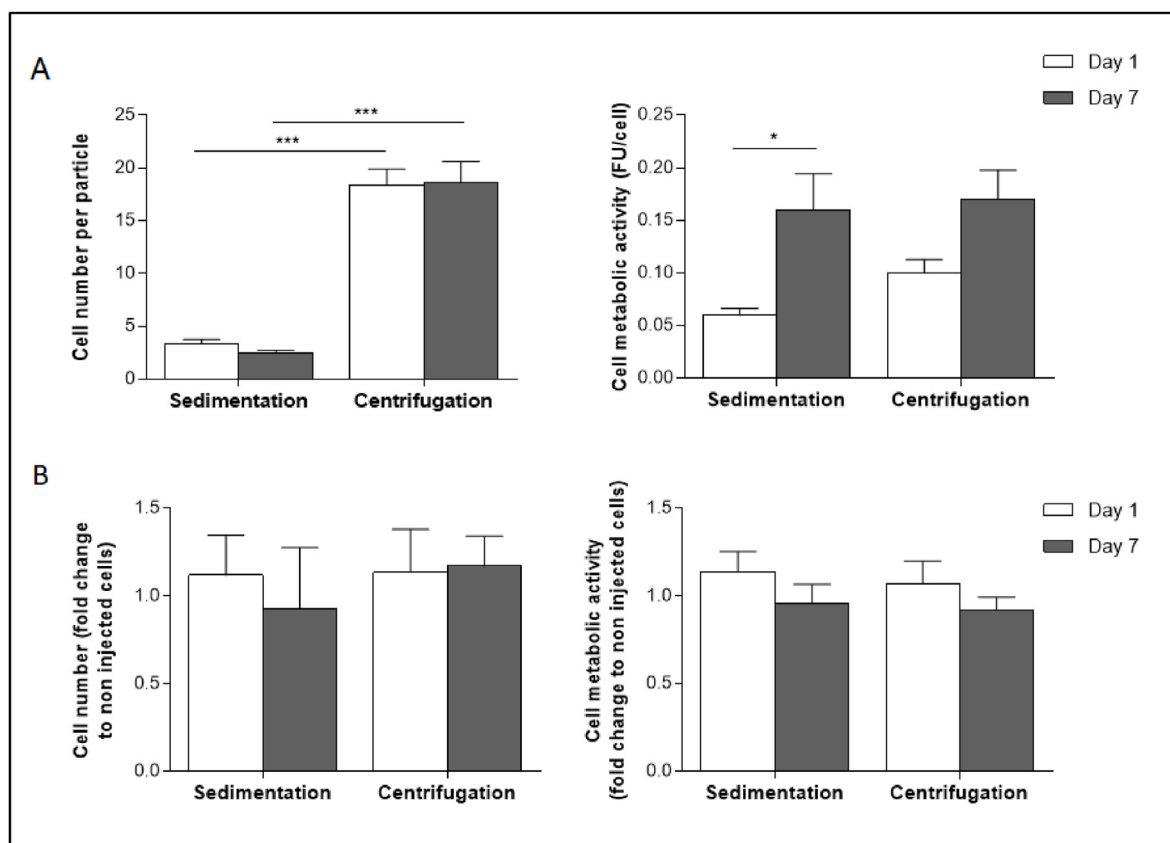 A
Day 1
Day 7
Cell number per particle
25
20
15
10
5
0
***
***
Sedimentation
Centrifugation
Cell metabolic activity (FU/cell)
0.25
0.20
0.15
0.10
0.05
0.00
*
Sedimentation
Centrifugation
B
Cell number (fold change
to non injected cells)
1.5
1.0
0.5
0.0
Sedimentation
Centrifugation
Cell metabolic activity
(fold change to non injected cells)
1.5
1.0
0.5
0.0
Sedimentation
Centrifugation
Day 1
Day 7